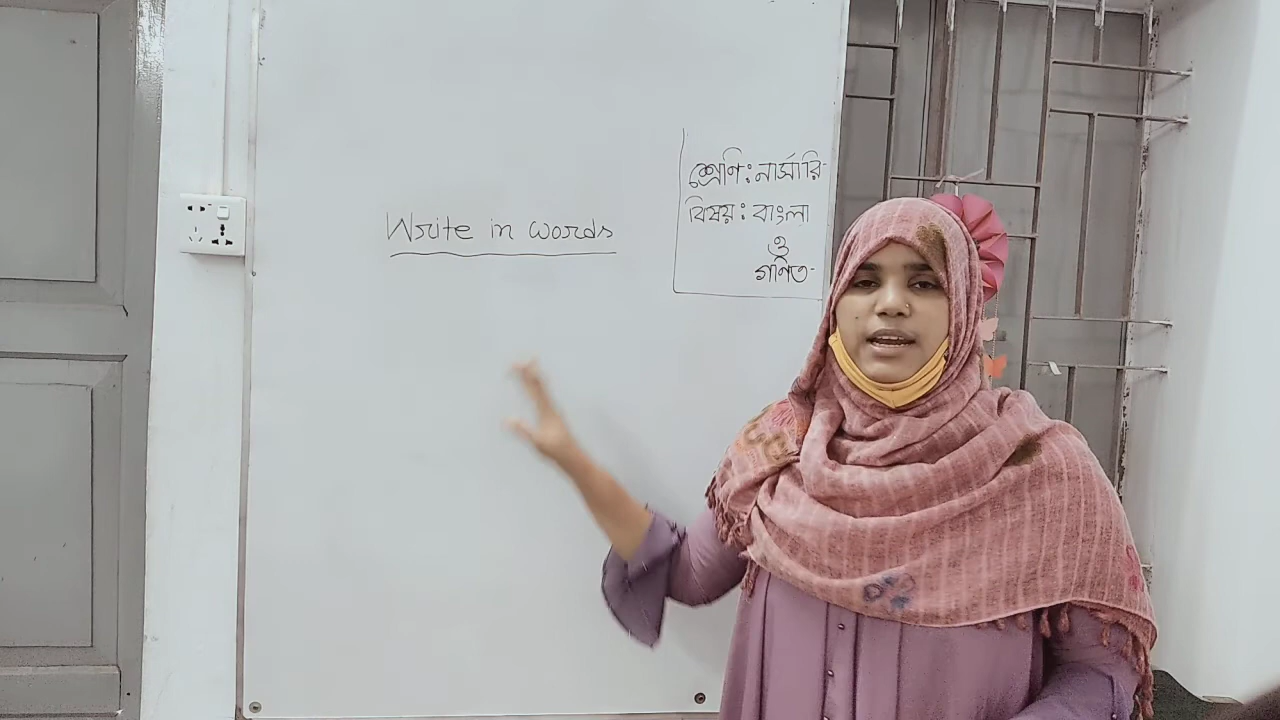 Write in words
শ্রেণি: নার্সারি
বিষয়: বাংলা
ও
গণিত